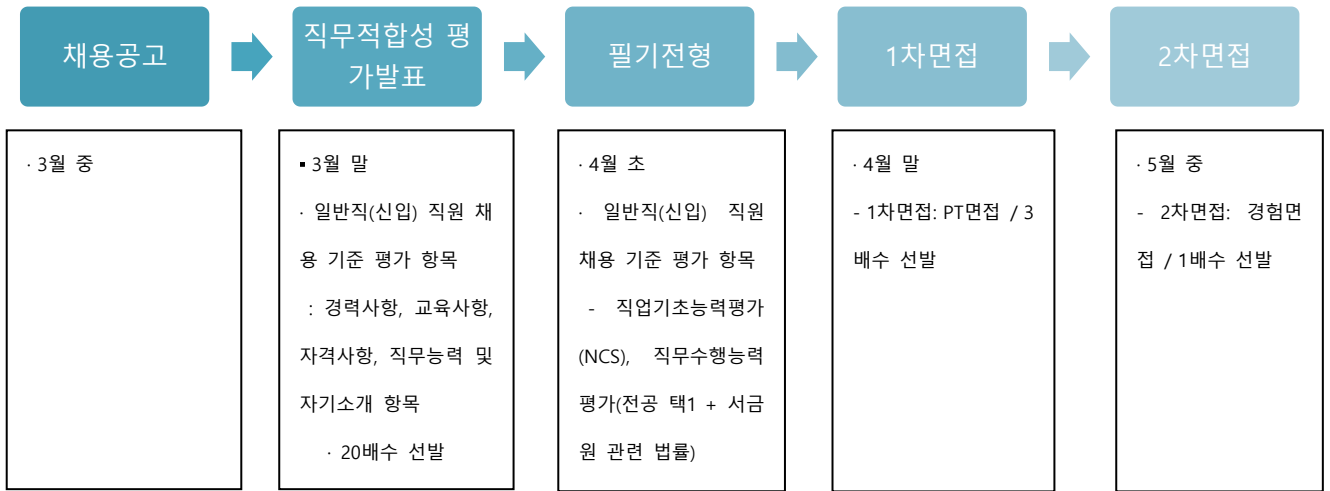 채용공고
직무적합성 평
가발표
필기전형
1차면접
2차면접
· 3월 중
▪ 3월 말
· 일반직(신입) 직원 채
용 기준 평가 항목
: 경력사항, 교육사항,
자격사항, 직무능력 및
자기소개 항목
· 20배수 선발
· 4월 초
· 일반직(신입) 직원
채용 기준 평가 항목
- 직업기초능력평가
(NCS), 직무수행능력
평가(전공 택1 + 서금
원 관련 법률)
· 4월 말
- 1차면접: PT면접 / 3
배수 선발
· 5월 중
- 2차면접: 경험면
접 / 1배수 선발